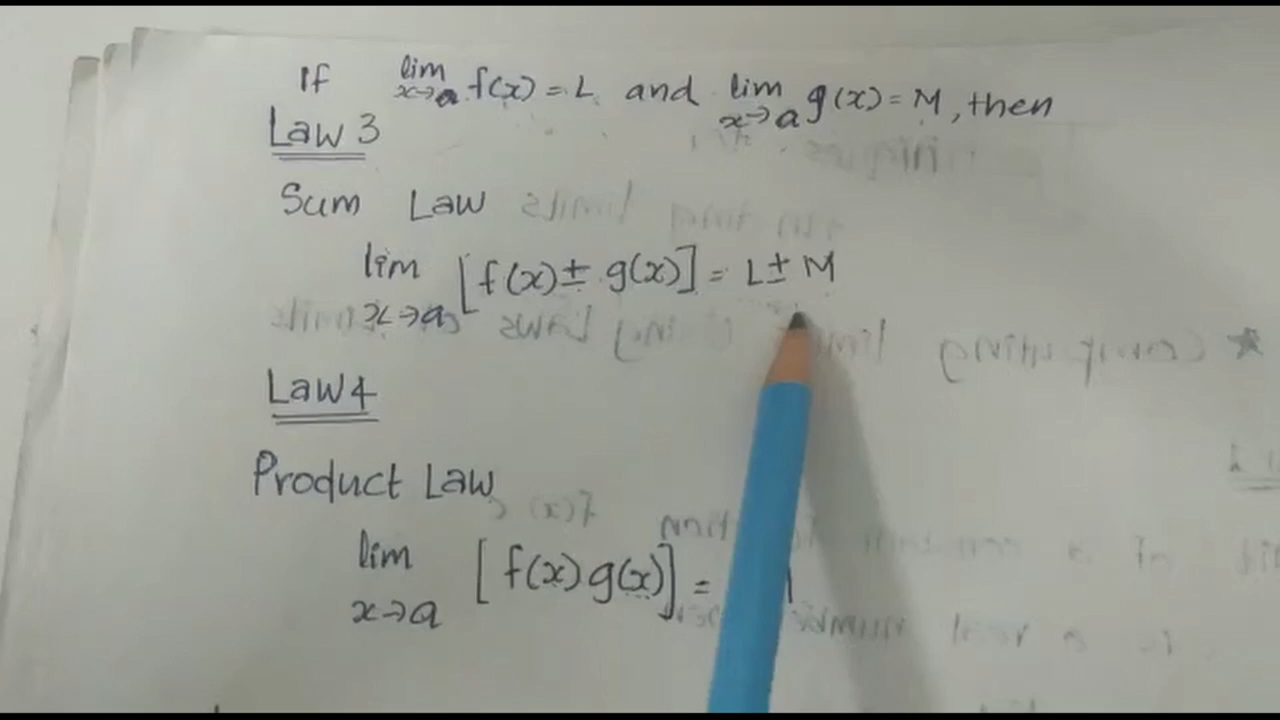 If lim x→a f(x) = L and lim x→a g(x) = M, then
Law 3
Sum Law
lim x→a [f(x) ± g(x)] = L ± M
Law 4
Product Law
lim x→a [f(x) g(x)] =